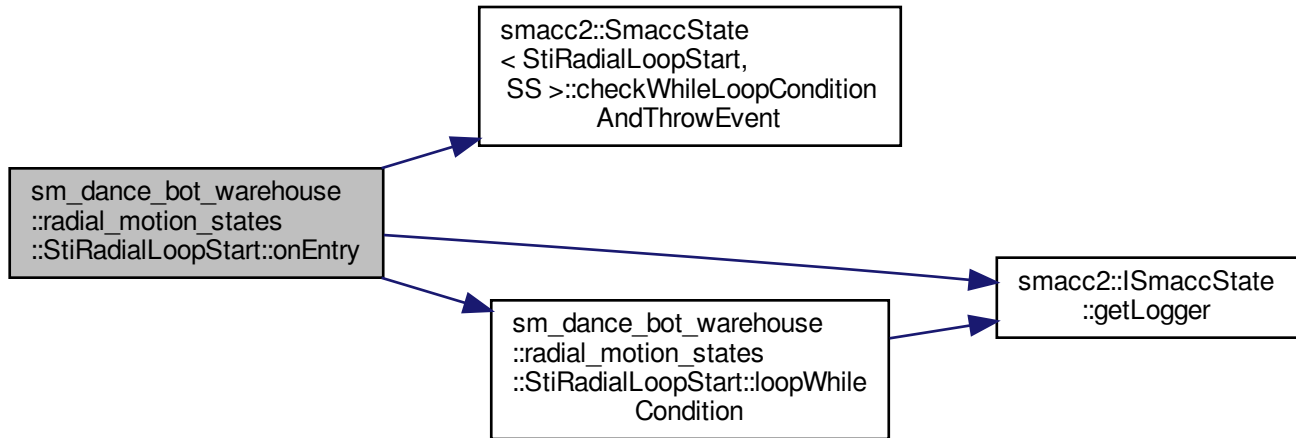 smacc2::SmaccState
< StiRadialLoopStart,
SS >::checkWhileLoopCondition
AndThrowEvent
sm_dance_bot_warehouse
::radial_motion_states
::StiRadialLoopStart::onEntry
smacc2::ISmaccState
::getLogger
sm_dance_bot_warehouse
::radial_motion_states
::StiRadialLoopStart::loopWhile
Condition